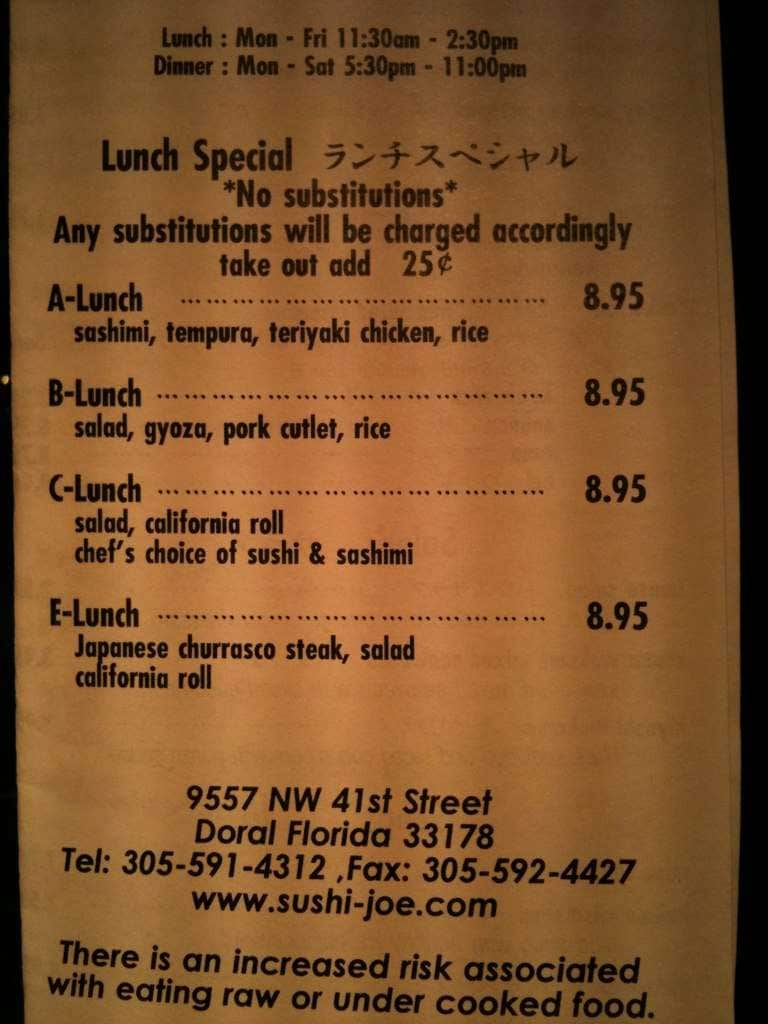 Lunch : Mon - Fri 11:30am - 2:30pm
Dinner : Mon - Sat 5:30pm - 11:00pm
Lunch Special ランチスペシャル
*No substitutions*
Any substitutions will be charged accordingly
take out add 25¢
A-Lunch ........................................ 8.95
sashimi, tempura, teriyaki chicken, rice
B-Lunch ........................................ 8.95
salad, gyoza, pork cutlet, rice
C-Lunch ........................................ 8.95
salad, california roll
chef's choice of sushi & sashimi
E-Lunch ........................................ 8.95
Japanese churrasco steak, salad
california roll
9557 NW 41st Street
Doral Florida 33178
Tel: 305-591-4312 ,Fax: 305-592-4427
www.sushi-joe.com
There is an increased risk associated
with eating raw or under cooked food.